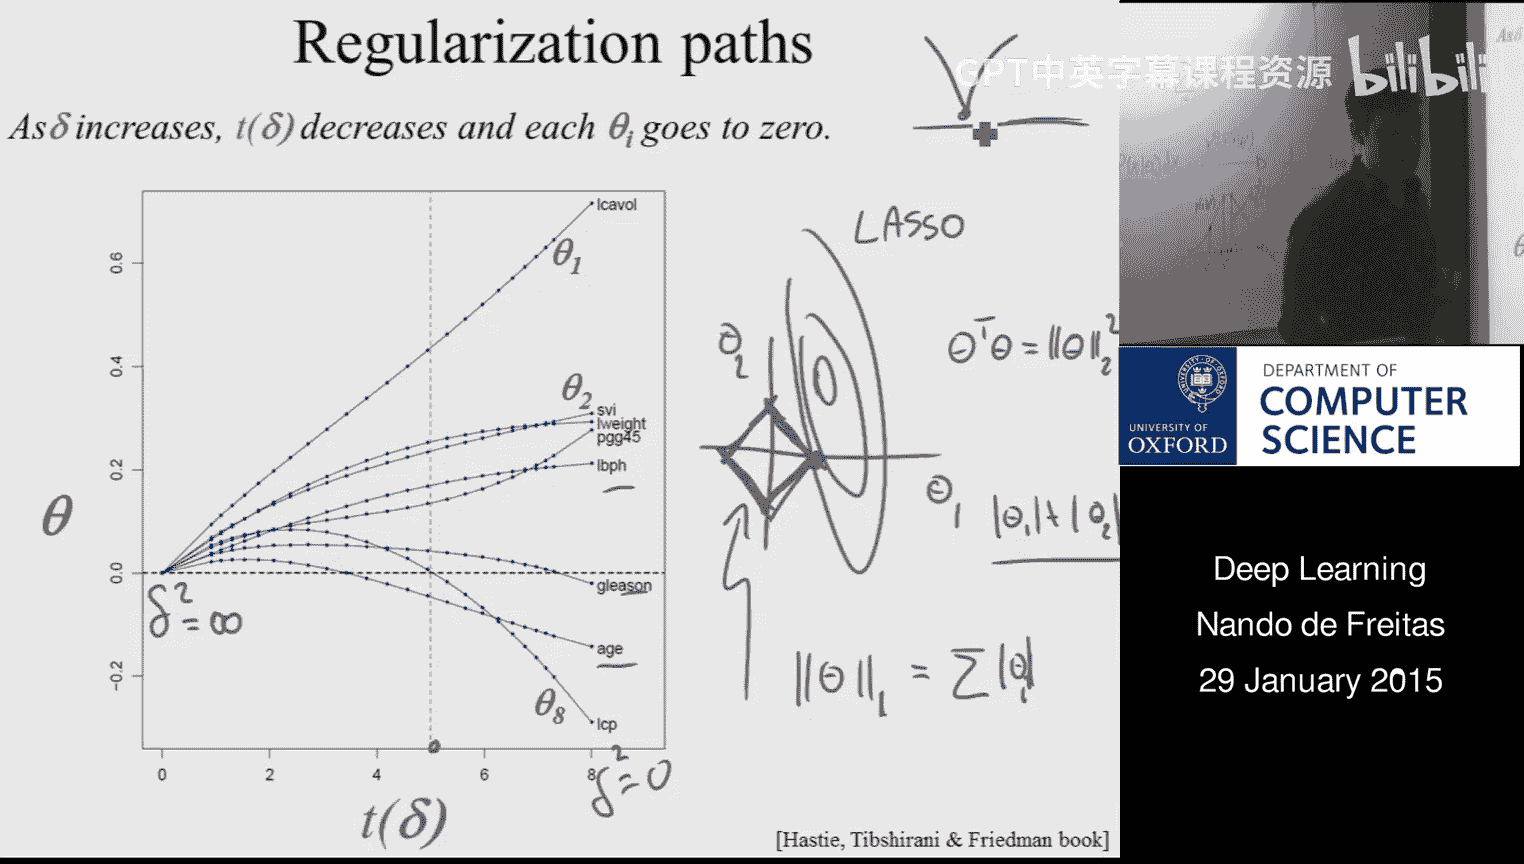 Regularization paths
GPT中英字幕课程资源 bilibili
As δ increases, t(δ) decreases and each θi goes to zero.
lcavol
θ1
0.6
0.4
0.2
0.0
−0.2
θ
θ2
svi
lweight
pgg45
lbph
gleason
age
θ8
lcp
δ² = ∞
0 2 4 6 8
δ² = 0
t(δ)
LASSO
θ2
θᵀθ = ||θ||₂²
θ1
|θ1| + |θ2|
||θ||₁ = Σ|θi|
[Hastie, Tibshirani & Friedman book]
UNIVERSITY OF
OXFORD
DEPARTMENT OF
COMPUTER
SCIENCE
Deep Learning
Nando de Freitas
29 January 2015